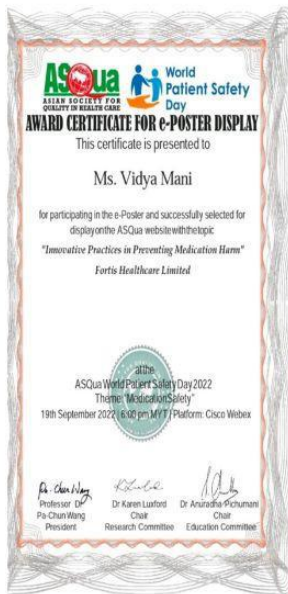 ASQua
ASIAN SOCIETY FOR
QUALITY IN HEALTH CARE
World
Patient Safety
Day
AWARD CERTIFICATE FOR e-POSTER DISPLAY
This certificate is presented to
Ms. Vidya Mani
for participating in the e-Poster and successfully selected for
display on the ASQua website with the topic
"Innovative Practices in Preventing Medication Harm"
Fortis Healthcare Limited
at the
ASQua World Patient Safety Day 2022
Theme: "Medication Safety"
19th September 2022, 6:00 pm MYT / Platform: Cisco Webex
Professor Dr
Pa-Chun Wang
President
Dr Karen Luxford
Chair
Research Committee
Dr Anuradha Pichumani
Chair
Education Committee